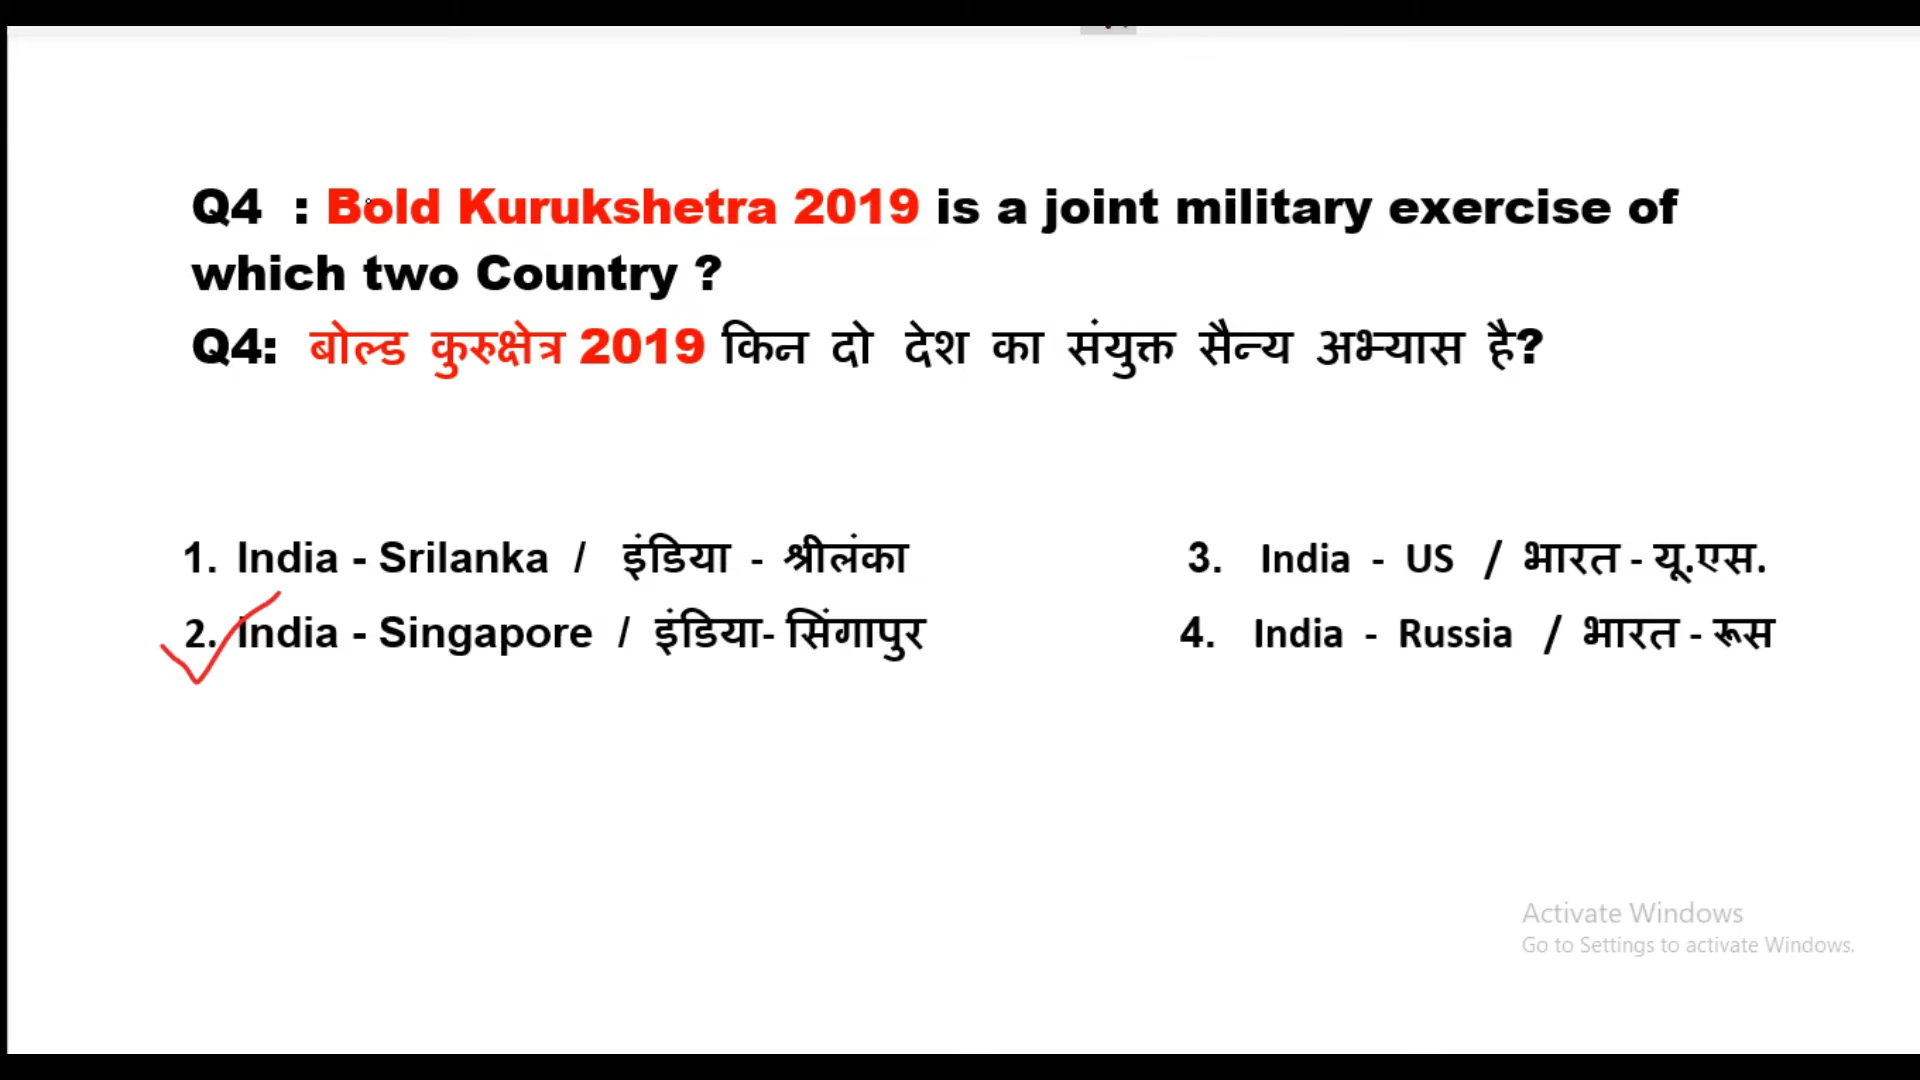 Q4 : Bold Kurukshetra 2019 is a joint military exercise of
which two Country ?
Q4: बोल्ड कुरुक्षेत्र 2019 किन दो देश का संयुक्त सैन्य अभ्यास है?
1. India - Srilanka / इंडिया - श्रीलंका
2. India - Singapore / इंडिया- सिंगापुर
3. India - US / भारत - यू.एस.
4. India - Russia / भारत - रूस
Activate Windows
Go to Settings to activate Windows.